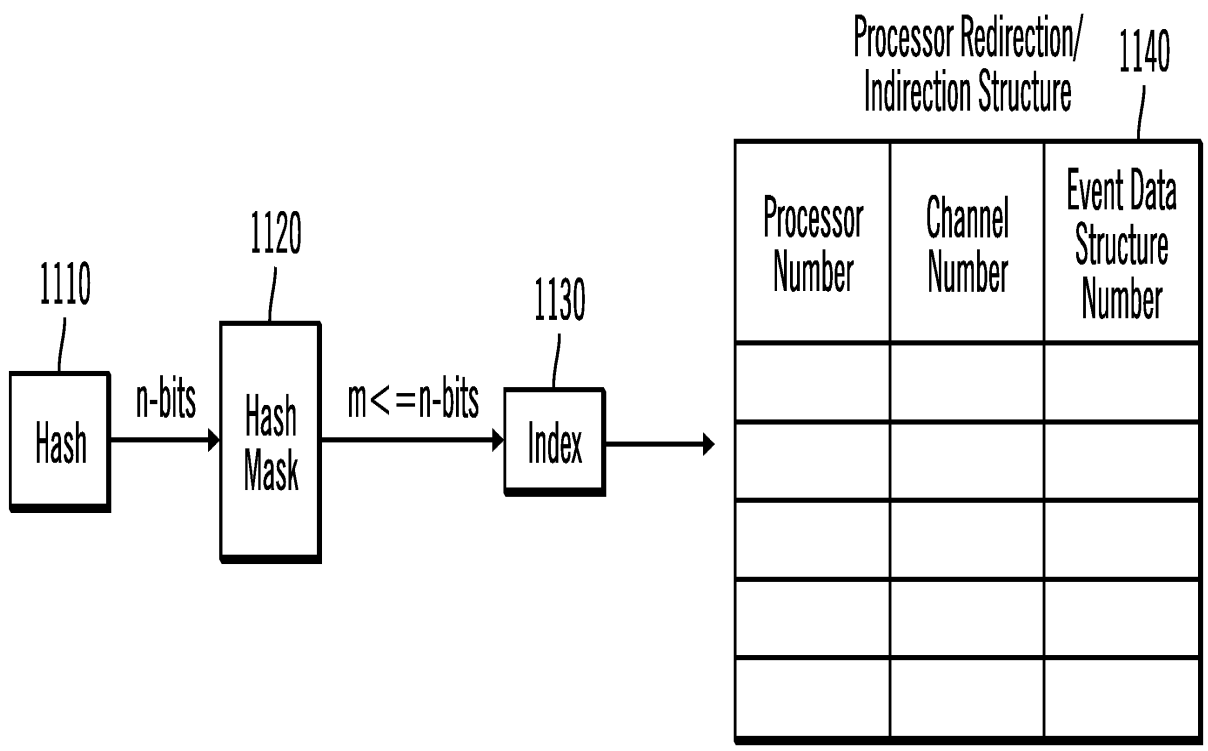 Processor Redirection/
Indirection Structure
1140
Processor
Number
Channel
Number
Event Data
Structure
Number
1120
1110
1130
n-bits
m<=n-bits
Hash
Hash
Mask
Index